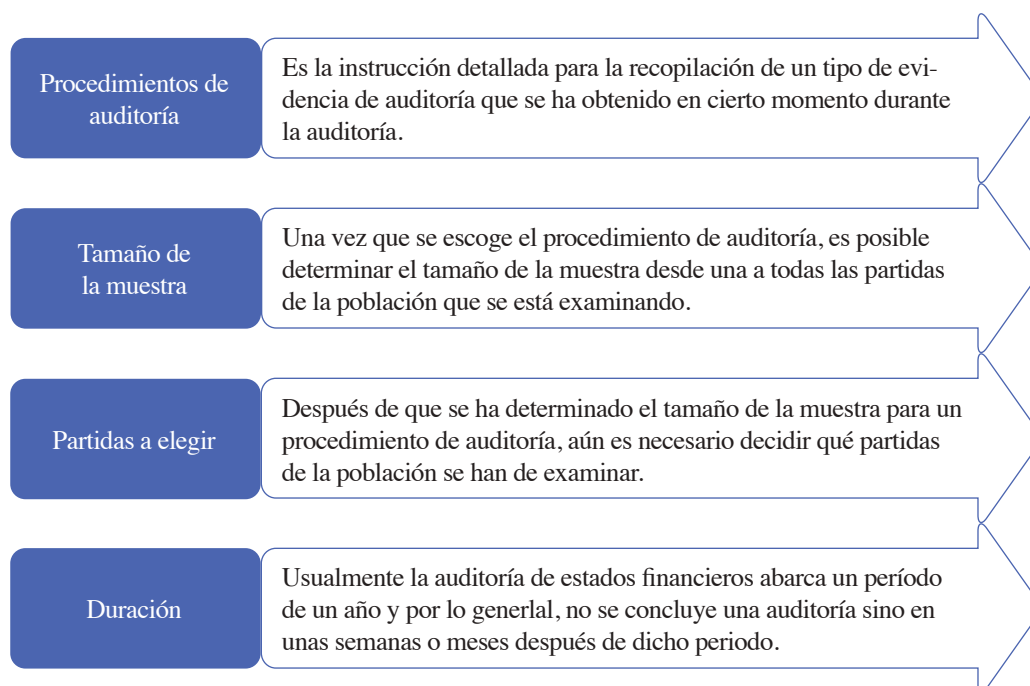 Procedimientos de
auditoría
Es la instrucción detallada para la recopilación de un tipo de evi-
dencia de auditoría que se ha obtenido en cierto momento durante
la auditoría.
Tamaño de
la muestra
Una vez que se escoge el procedimiento de auditoría, es posible
determinar el tamaño de la muestra desde una a todas las partidas
de la población que se está examinando.
Partidas a elegir
Después de que se ha determinado el tamaño de la muestra para un
procedimiento de auditoría, aún es necesario decidir qué partidas
de la población se han de examinar.
Duración
Usualmente la auditoría de estados financieros abarca un período
de un año y por lo generlal, no se concluye una auditoría sino en
unas semanas o meses después de dicho periodo.